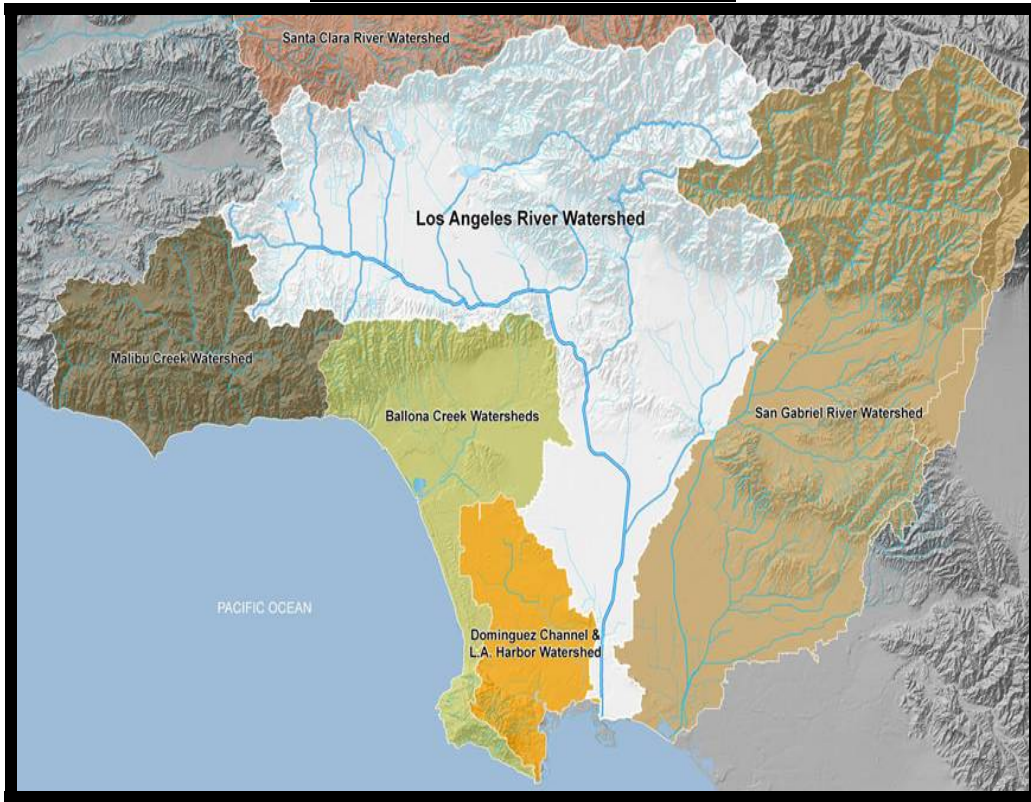 Santa Clara River Watershed
Los Angeles River Watershed
Malibu Creek Watershed
Ballona Creek Watersheds
San Gabriel River Watershed
PACIFIC OCEAN
Dominguez Channel &
L.A. Harbor Watershed